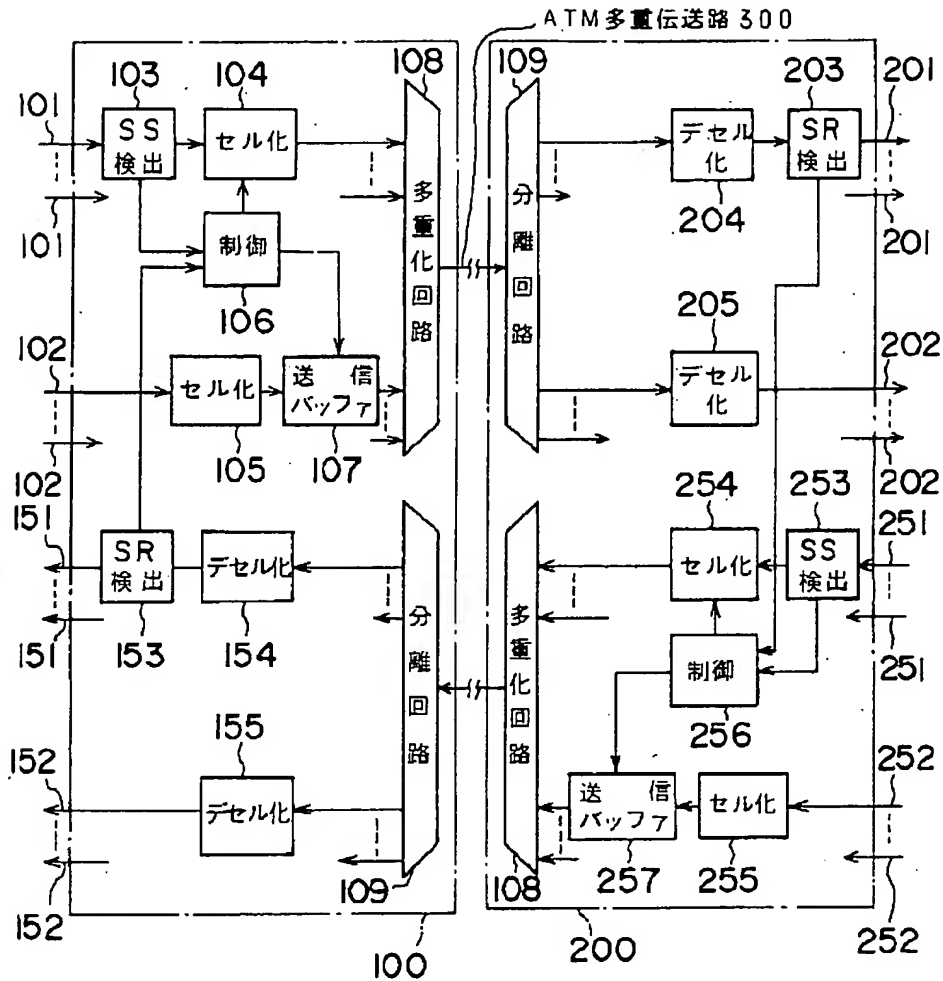 ATM多重伝送路300
103
104
108
109
203
201
101
SS
検出
セル化
デセル
化
SR
検出
101
制御
106
多重化回路
分離回路
204
201
205
102
セル化
送信
バッファ
デセル
化
202
102
105
107
202
151
254
253
251
SR
検出
デセル化
セル化
SS
検出
151
153
154
分離回路
多重化回路
制御
251
155
256
152
デセル化
送信
バッファ
セル化
252
152
109
108
257
255
252
100
200